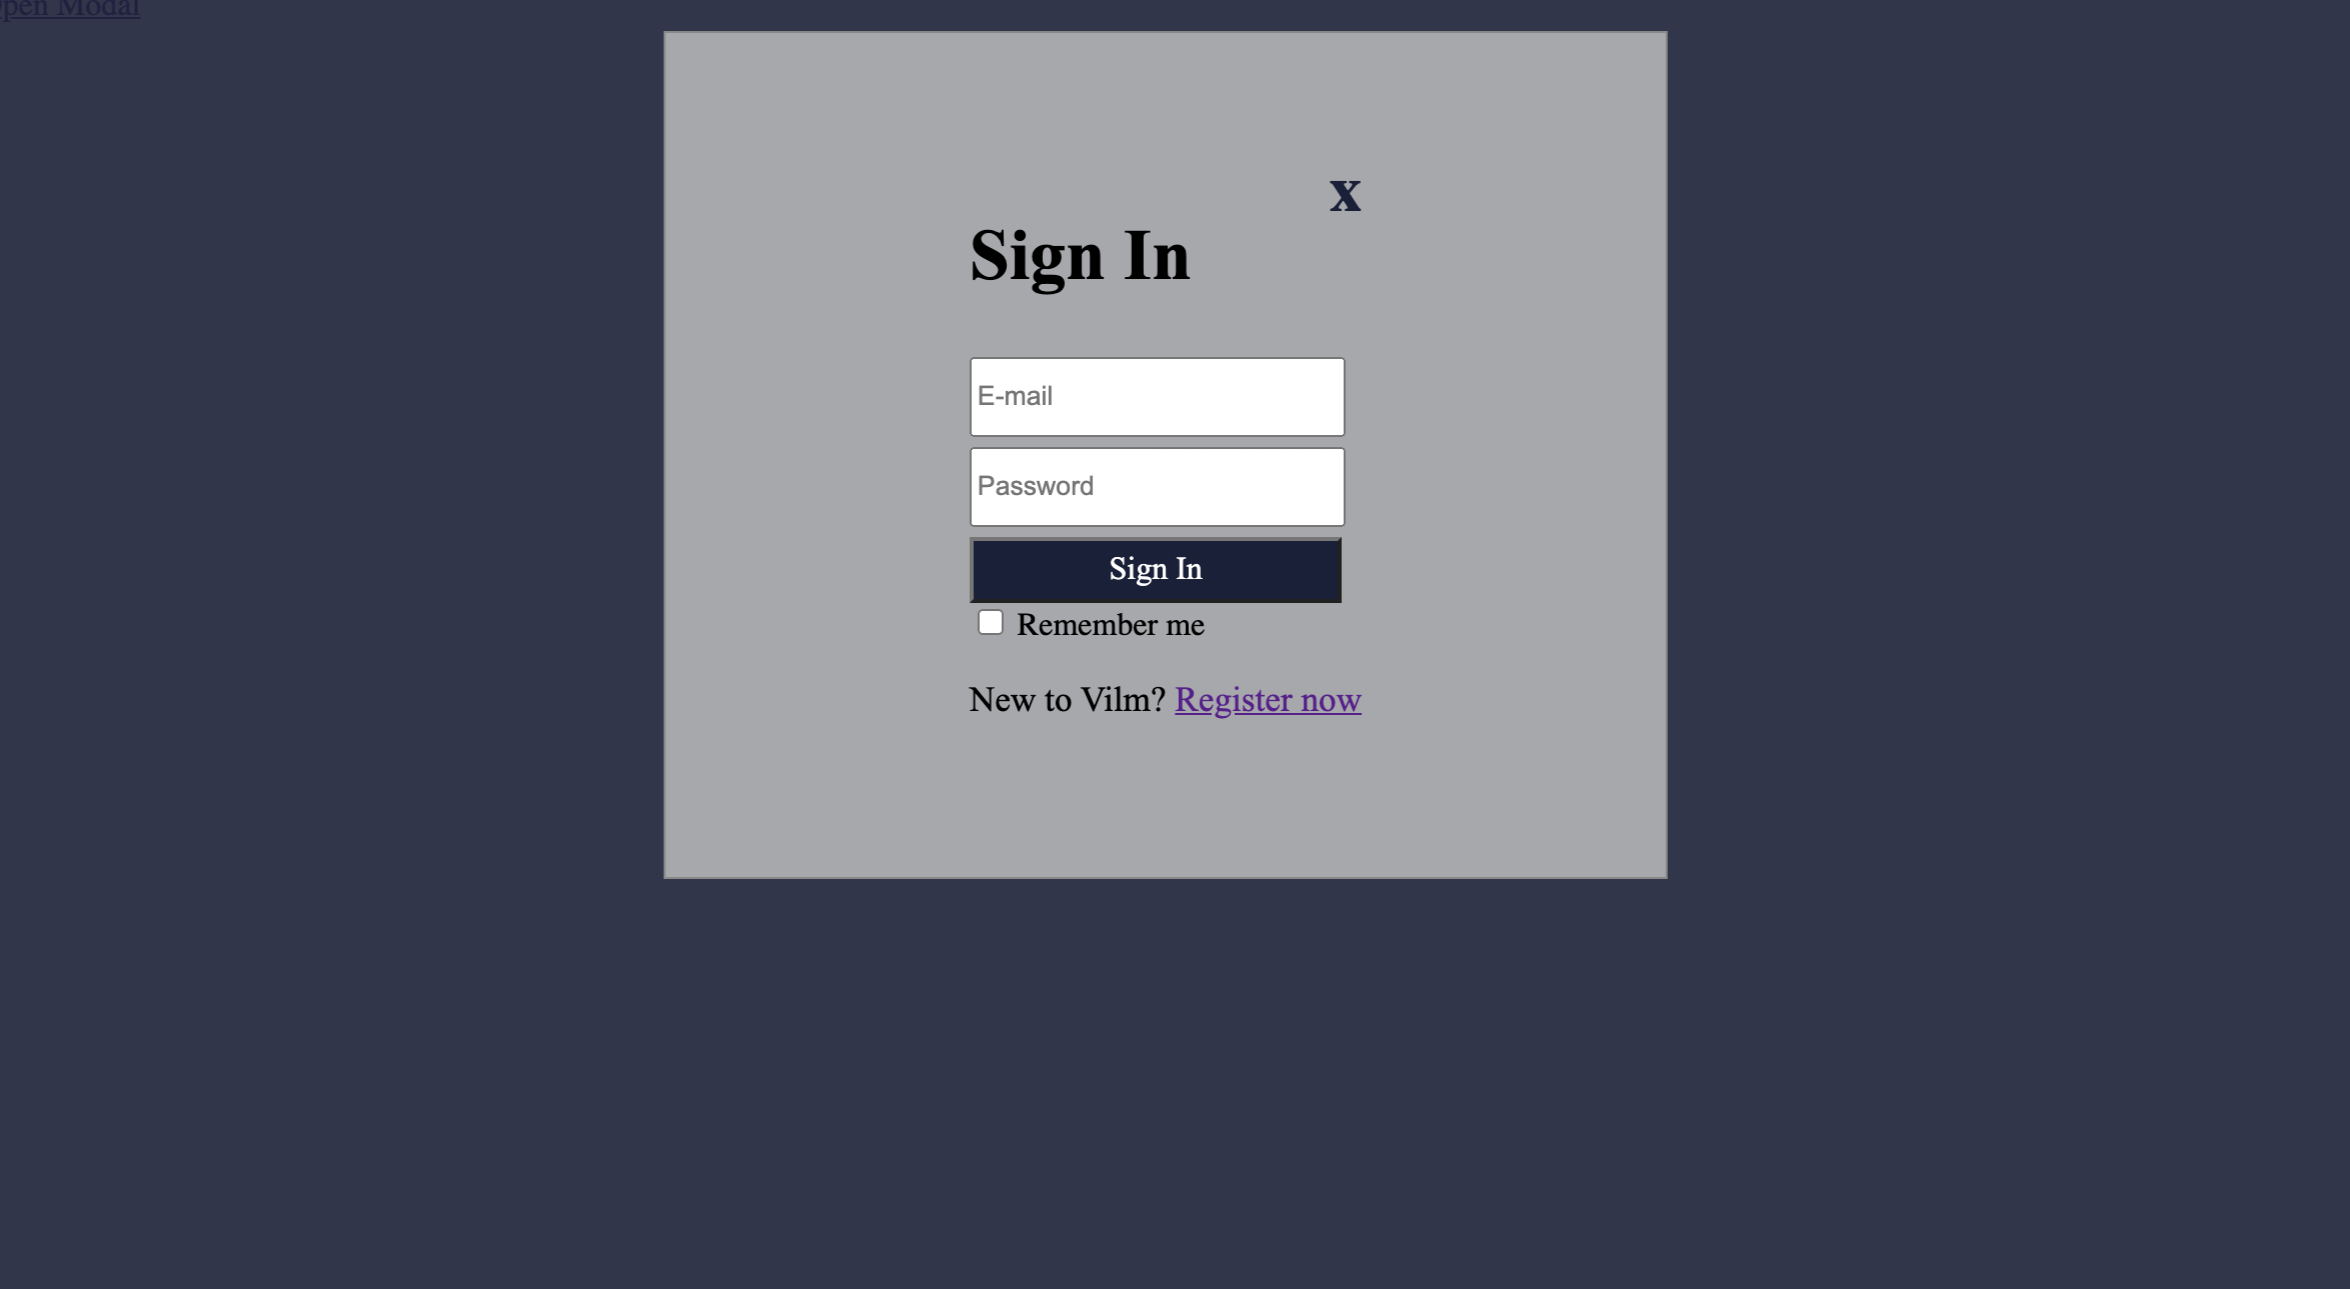 pen Modal
x
Sign In
E-mail
Password
Sign In
Remember me
New to Vilm? Register now